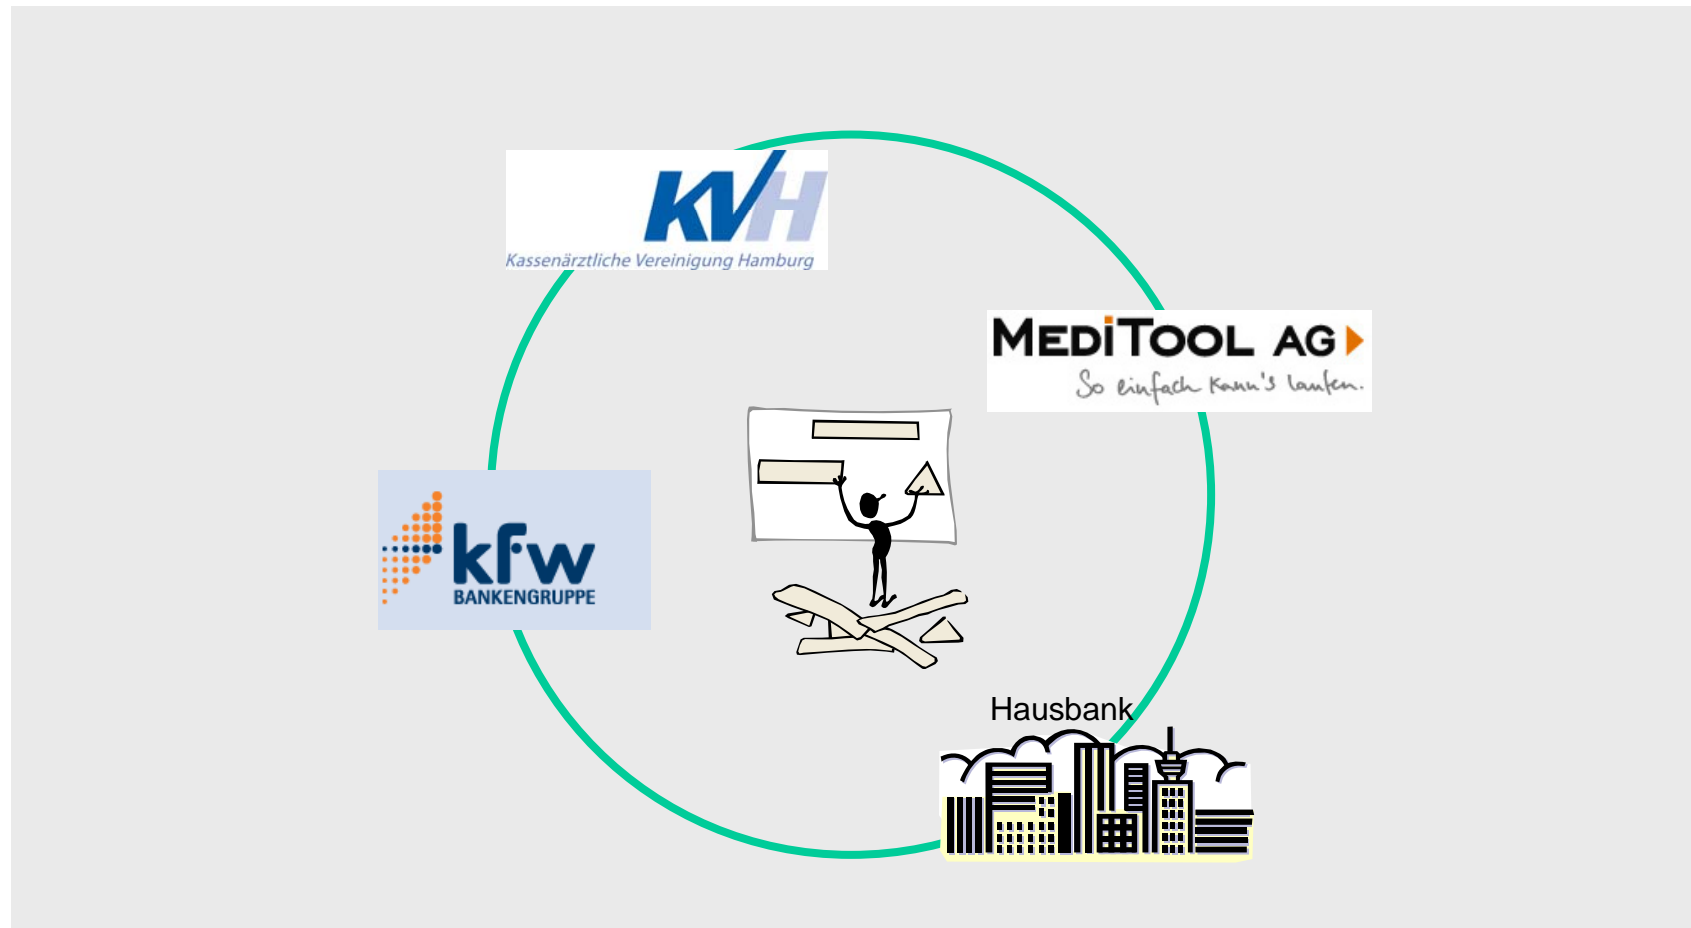 KVH
Kassenärztliche Vereinigung Hamburg
MEDITOOL AG
So einfach kann's laufen.
kfw
BANKENGRUPPE
Hausbank